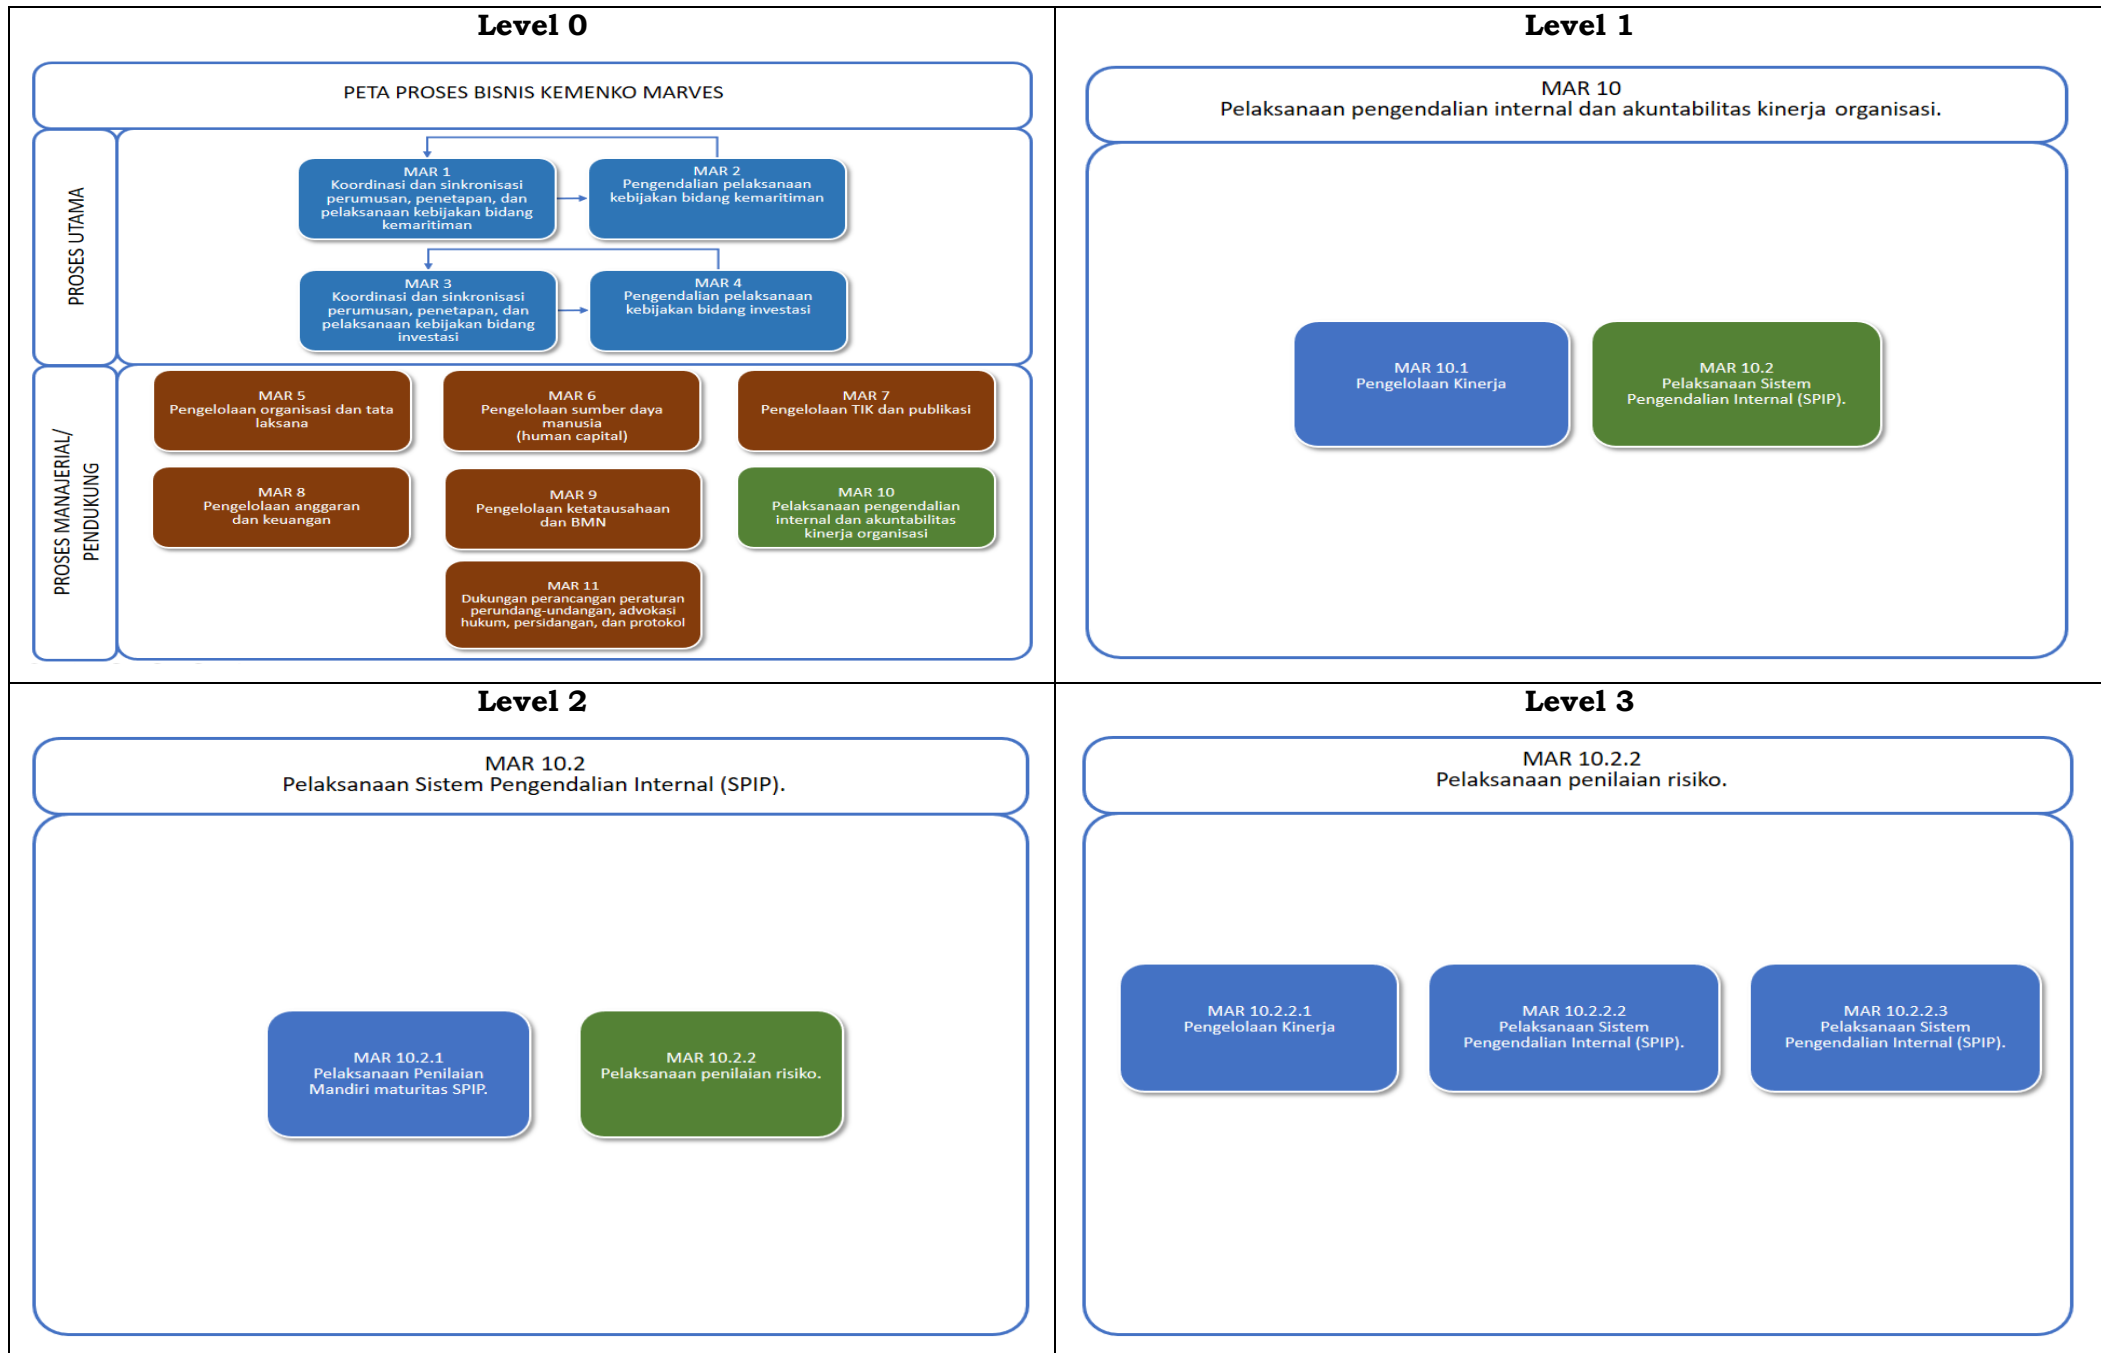 Level 0
PETA PROSES BISNIS KEMENKO MARVES
PROSES UTAMA
MAR 1
Koordinasi dan sinkronisasi
perumusan, penetapan, dan
pelaksanaan kebijakan bidang
kemaritiman
MAR 2
Pengendalian pelaksanaan
kebijakan bidang kemaritiman
MAR 3
Koordinasi dan sinkronisasi
perumusan, penetapan, dan
pelaksanaan kebijakan bidang
investasi
MAR 4
Pengendalian pelaksanaan
kebijakan bidang investasi
PROSES MANAJERIAL/
PENDUKUNG
MAR 5
Pengelolaan organisasi dan tata
laksana
MAR 6
Pengelolaan sumber daya
manusia
(human capital)
MAR 7
Pengelolaan TIK dan publikasi
MAR 8
Pengelolaan anggaran
dan keuangan
MAR 9
Pengelolaan ketatausahaan
dan BMN
MAR 10
Pelaksanaan pengendalian
internal dan akuntabilitas
kinerja organisasi
MAR 11
Dukungan perancangan peraturan
perundang-undangan, advokasi
hukum, persidangan, dan protokol
Level 1
MAR 10
Pelaksanaan pengendalian internal dan akuntabilitas kinerja organisasi.
MAR 10.1
Pengelolaan Kinerja
MAR 10.2
Pelaksanaan Sistem
Pengendalian Internal (SPIP).
Level 2
MAR 10.2
Pelaksanaan Sistem Pengendalian Internal (SPIP).
MAR 10.2.1
Pelaksanaan Penilaian
Mandiri maturitas SPIP.
MAR 10.2.2
Pelaksanaan penilaian risiko.
Level 3
MAR 10.2.2
Pelaksanaan penilaian risiko.
MAR 10.2.2.1
Pengelolaan Kinerja
MAR 10.2.2.2
Pelaksanaan Sistem
Pengendalian Internal (SPIP).
MAR 10.2.2.3
Pelaksanaan Sistem
Pengendalian Internal (SPIP).